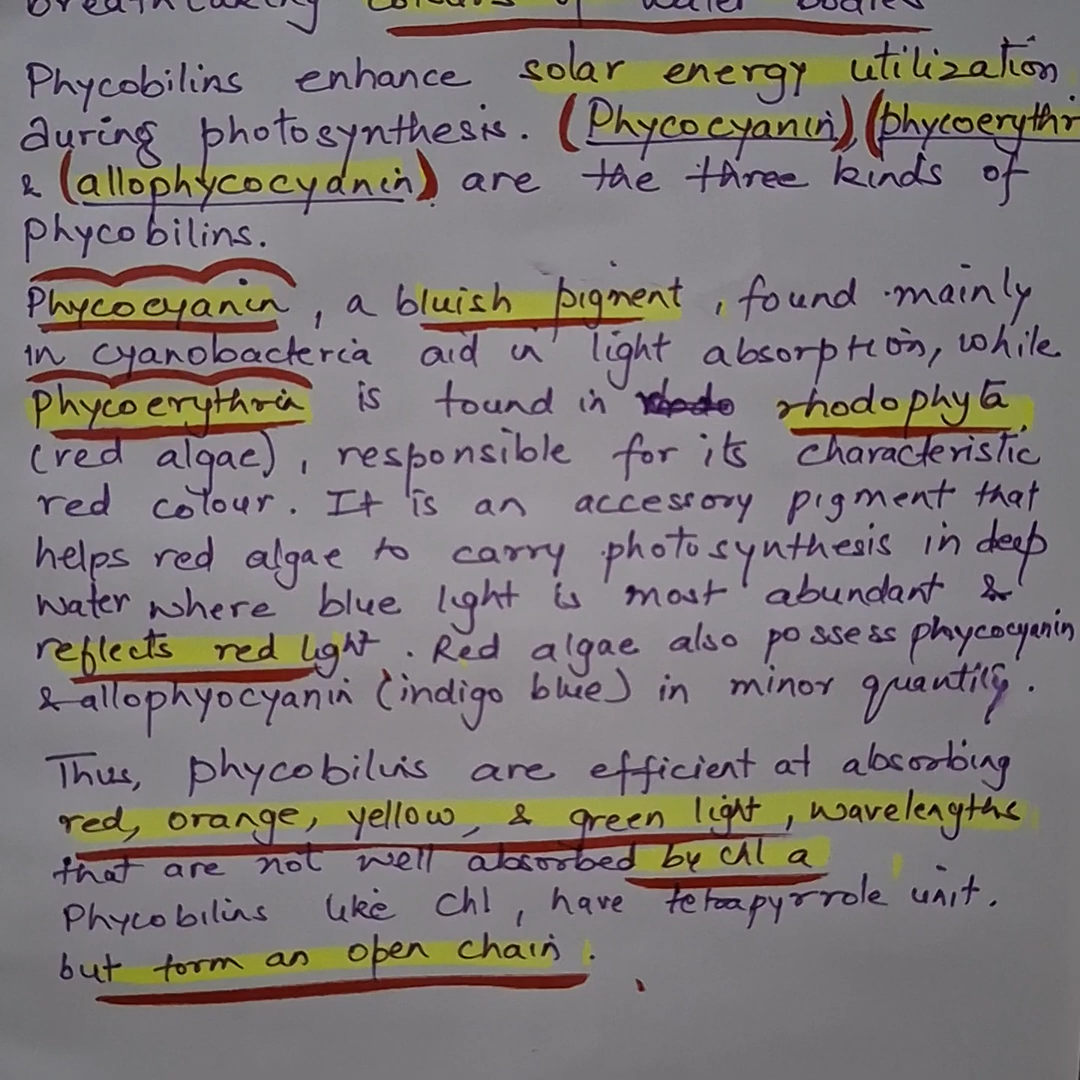 Breathtaking colours of water bodies
Phycobilins enhance solar energy utilization
during photosynthesis. (Phycocyanin) (phycoerythr
& (allophycocyanin) are the three kinds of
phycobilins.
Phycocyanin, a bluish pigment, found mainly
in cyanobacteria aid in light absorption, while
phycoerythrin is found in rhodophyta
(red algae), responsible for its characteristic
red colour. It is an accessory pigment that
helps red algae to carry photosynthesis in deep
water where blue light is most abundant &
reflects red light. Red algae also possess phycocyanin
& allophyocyanin (indigo blue) in minor quantity.
Thus, phycobilins are efficient at absorbing
red, orange, yellow, & green light, wavelengths
that are not well absorbed by chl a
Phycobilins like chl, have tetrapyrrole unit.
but form an open chain.